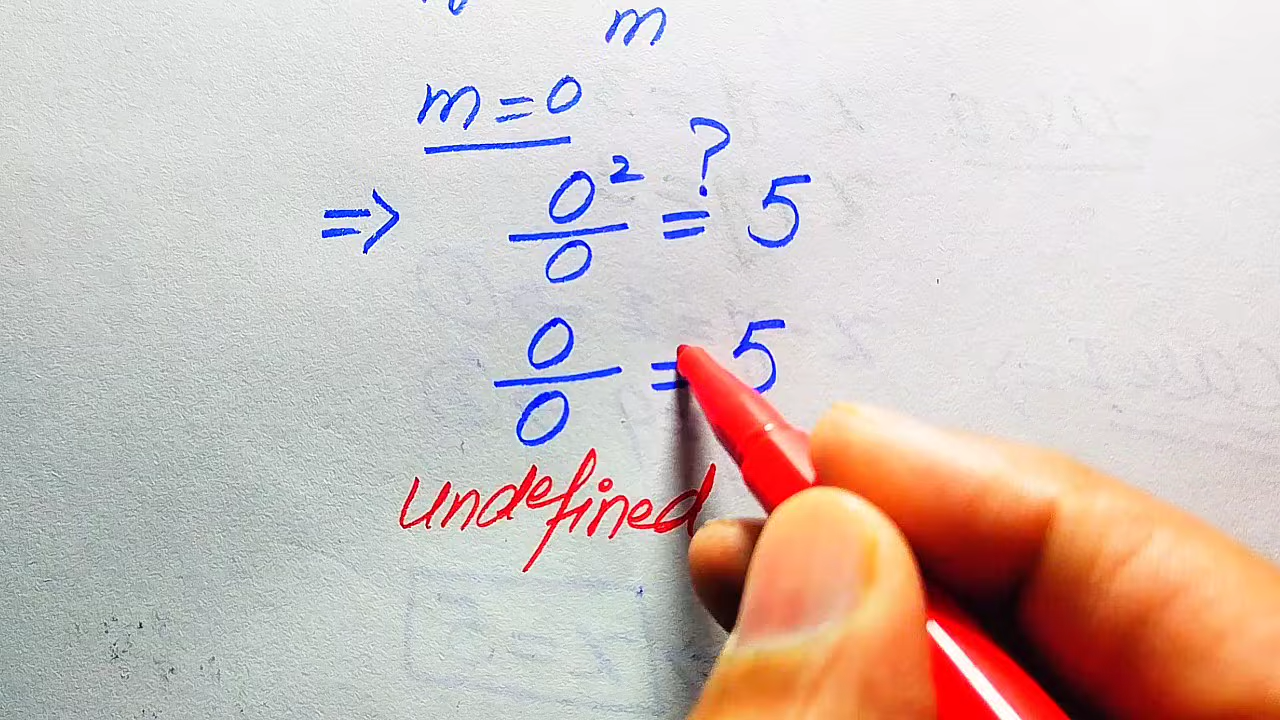 m
m=0
?
⇒ 0²/0 = 5
0/0 = 5
undefined